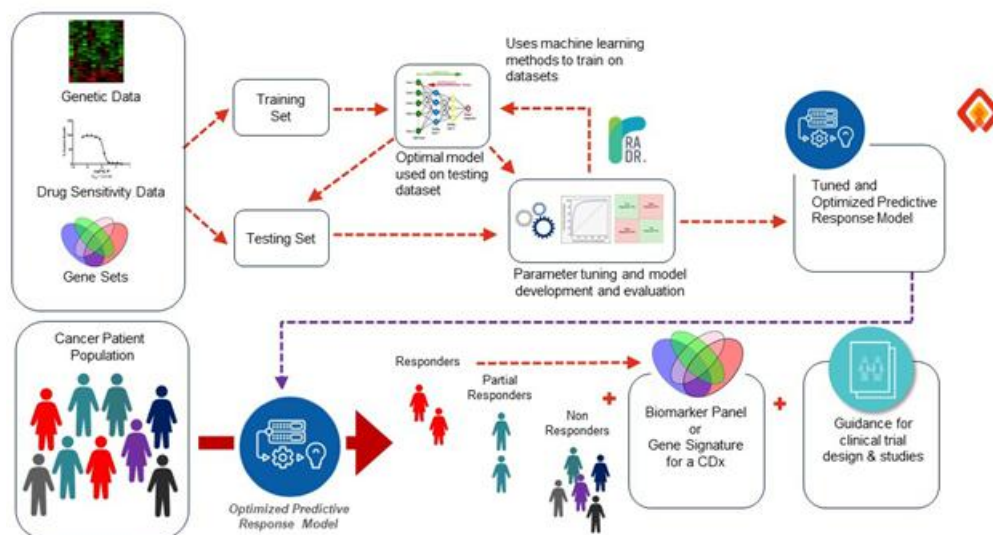 Genetic Data
Drug Sensitivity Data
Gene Sets
Training
Set
Testing Set
Optimal model
used on testing
dataset
Uses machine learning
methods to train on
datasets
RA
DR.
Parameter tuning and model
development and evaluation
Tuned and
Optimized Predictive
Response Model
Cancer Patient
Population
Optimized Predictive
Response Model
Responders
Partial
Responders
Non
Responders
Biomarker Panel
or
Gene Signature
for a CDx
Guidance for
clinical trial
design & studies